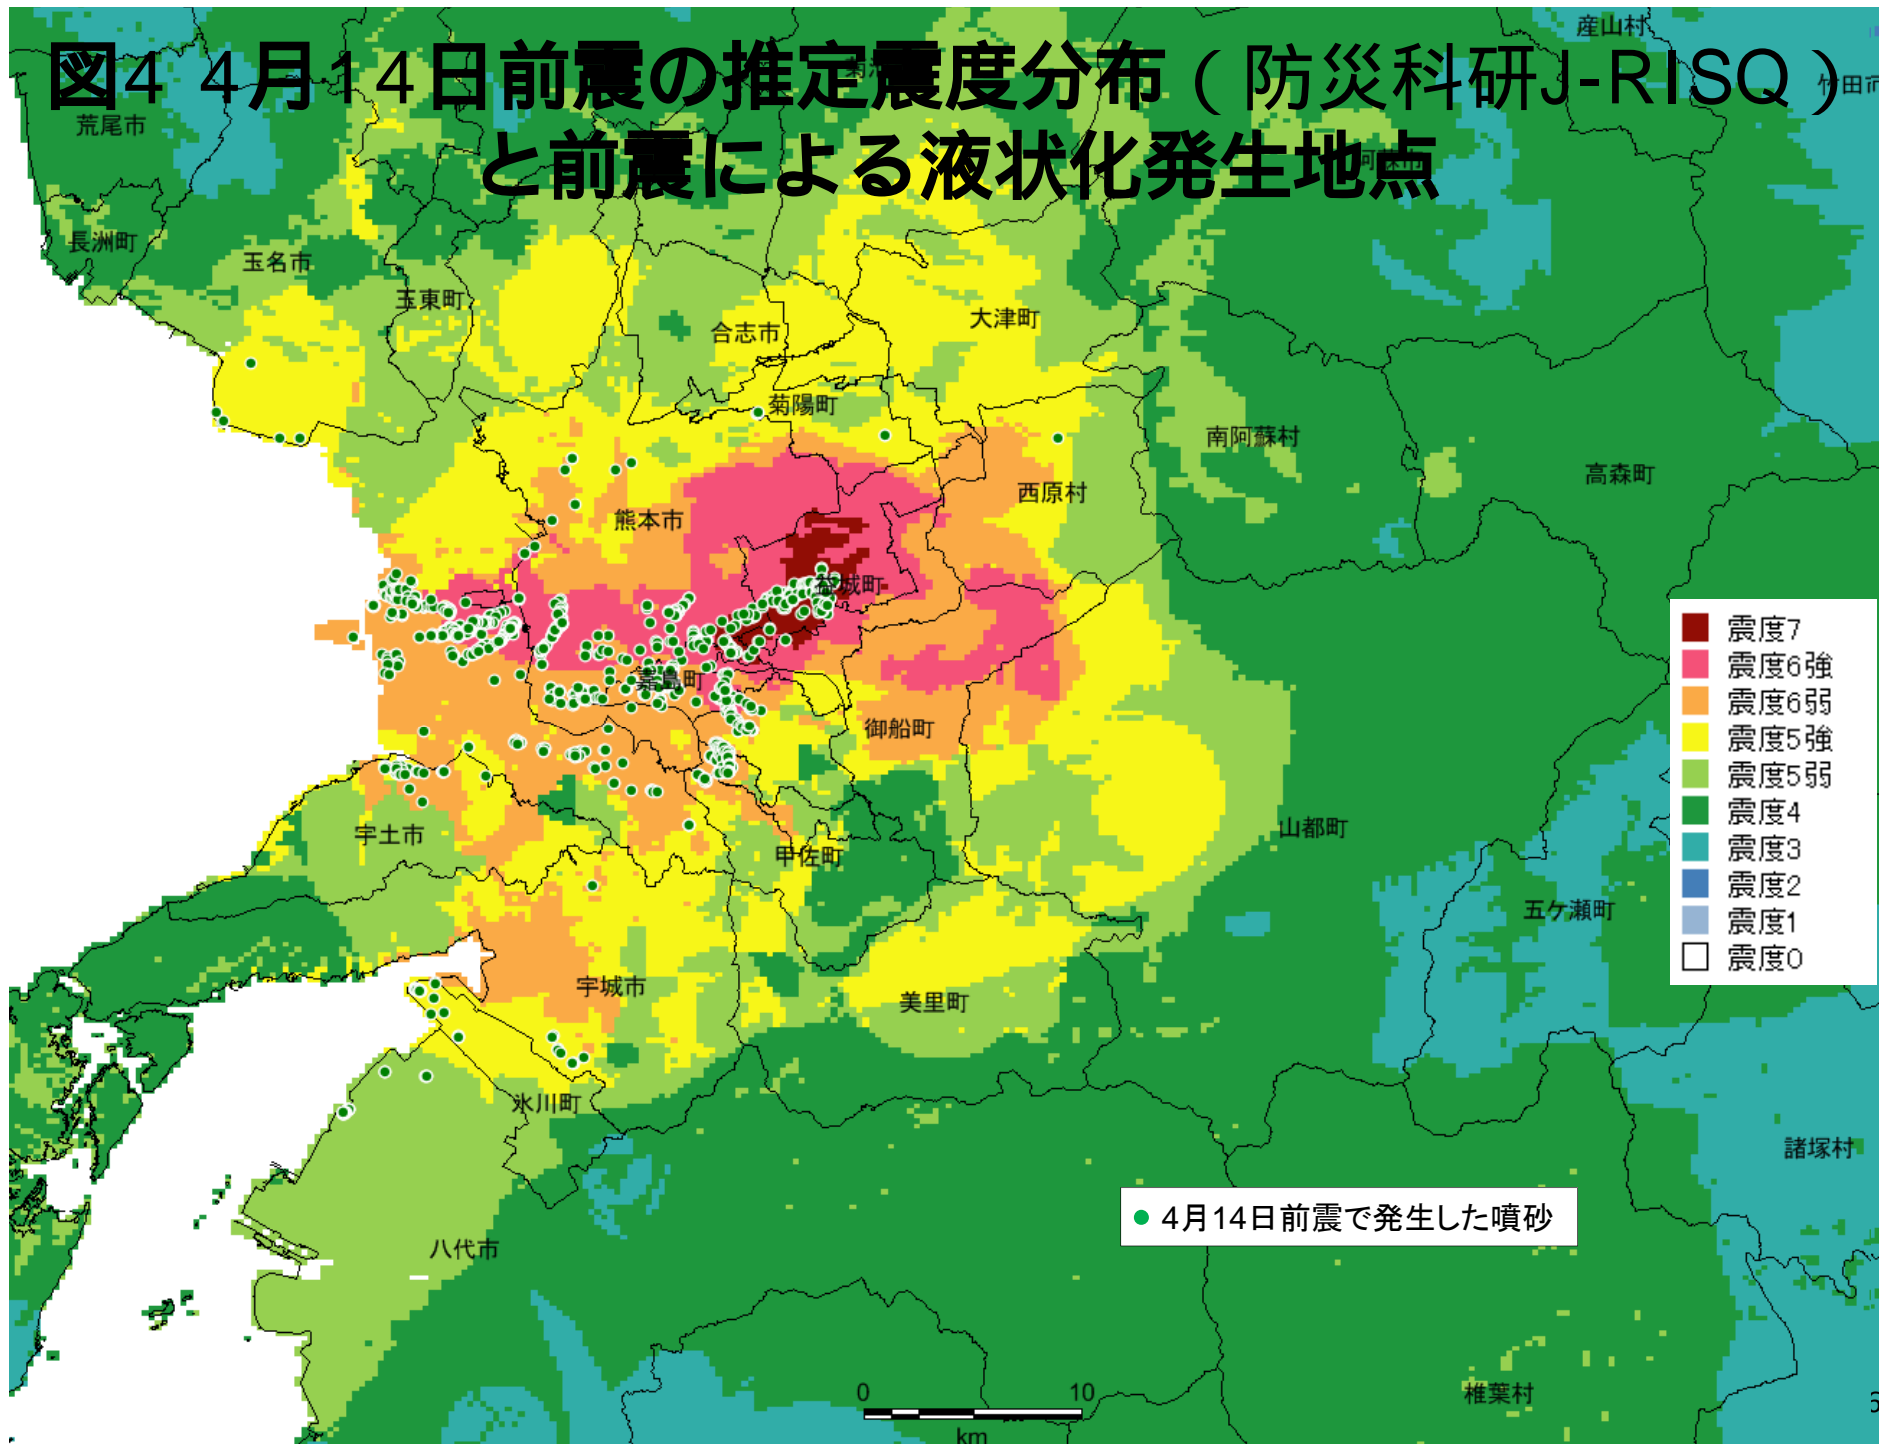 図4 4月14日前震の推定震度分布（防災科研J-RISQ）
と前震による液状化発生地点
産山村
竹田市
荒尾市
阿蘇市
長洲町
玉名市
玉東町
合志市
大津町
菊陽町
南阿蘇村
高森町
西原村
熊本市
益城町
嘉島町
御船町
宇土市
甲佐町
山都町
五ケ瀬町
宇城市
美里町
氷川町
諸塚村
八代市
椎葉村
震度7
震度6強
震度6弱
震度5強
震度5弱
震度4
震度3
震度2
震度1
震度0
4月14日前震で発生した噴砂
0 10
km